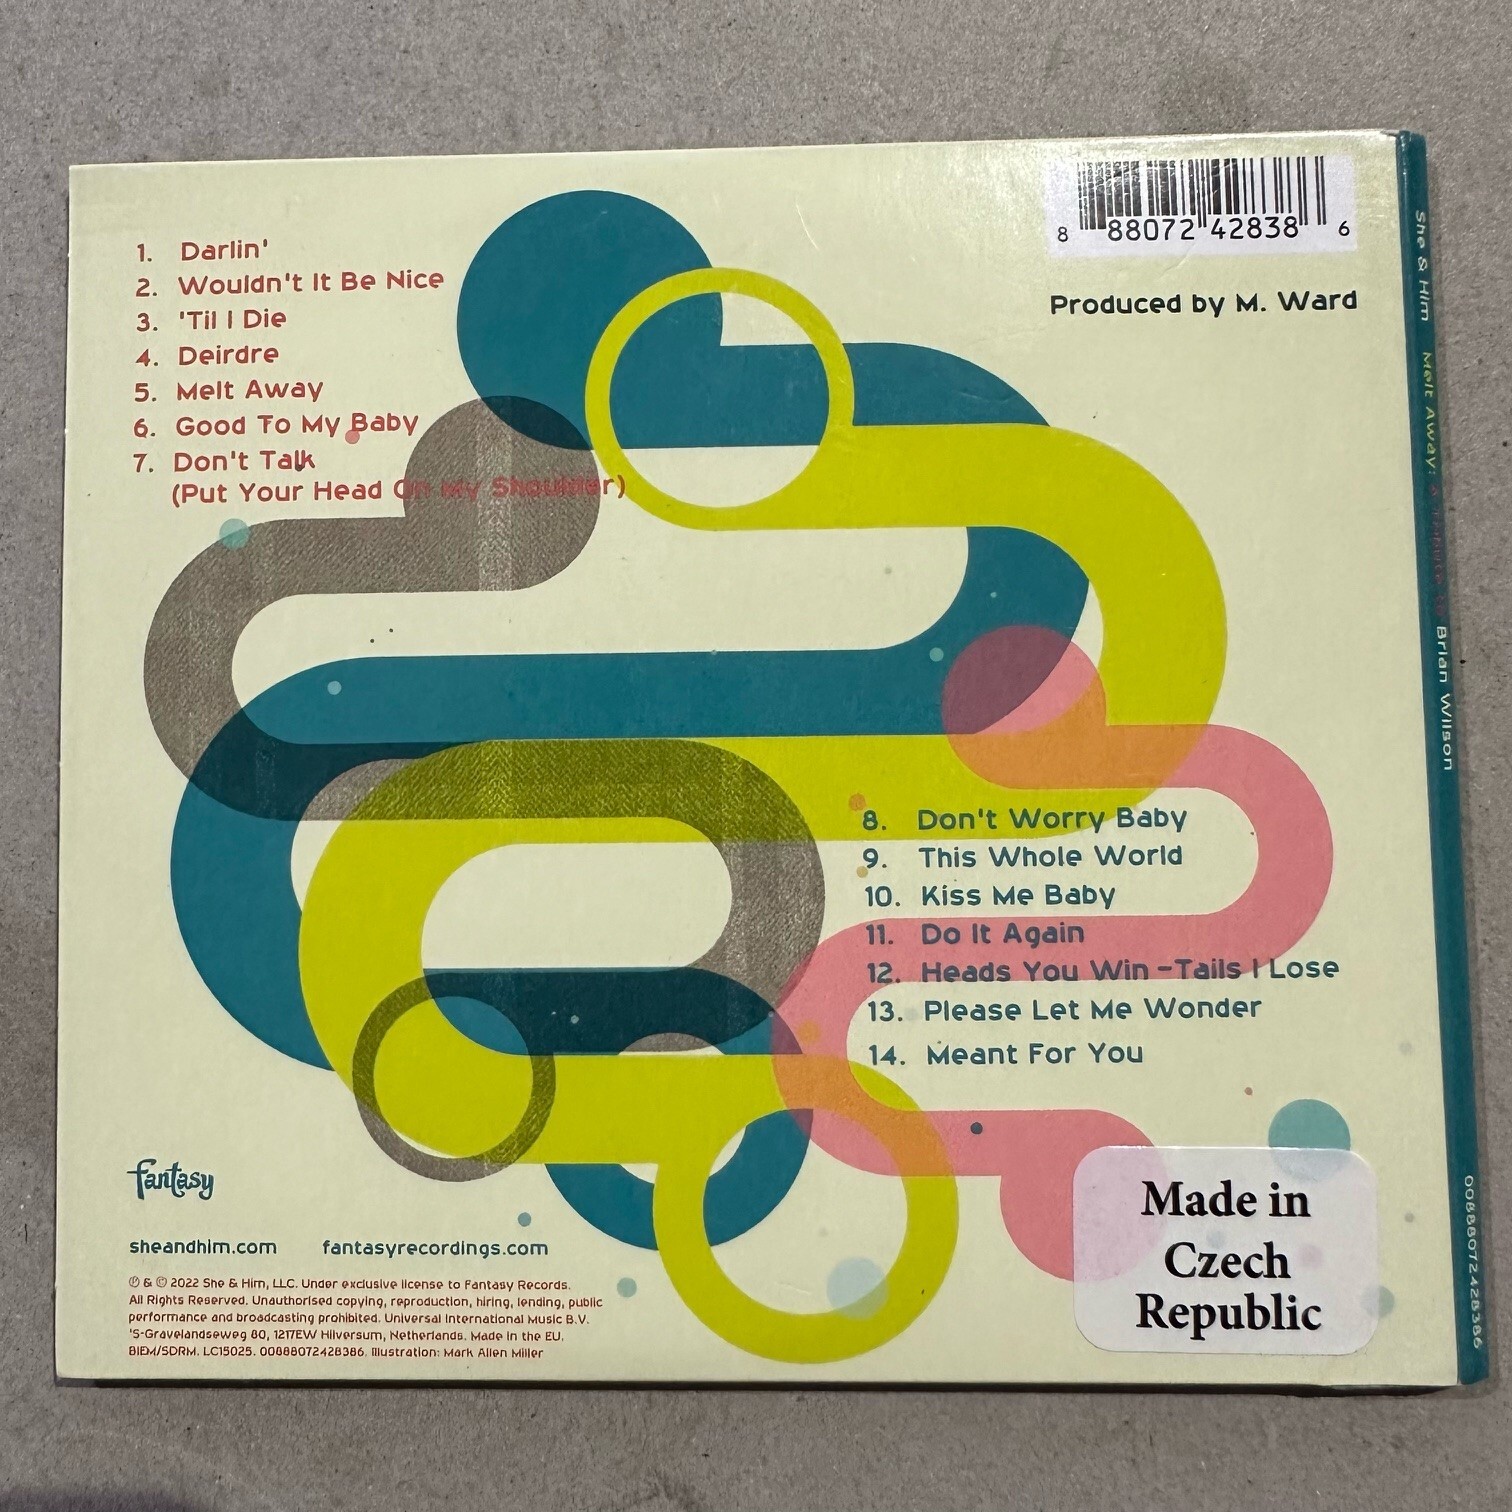 1. Darlin'
2. Wouldn't It Be Nice
3. 'Til I Die
4. Deirdre
5. Melt Away
6. Good To My Baby
7. Don't Talk
(Put Your Head On My Shoulder)
8 88072 42838 6
Produced by M. Ward
8. Don't Worry Baby
9. This Whole World
10. Kiss Me Baby
11. Do It Again
12. Heads You Win – Tails I Lose
13. Please Let Me Wonder
14. Meant For You
fantasy
sheandhim.com fantasyrecordings.com
℗ & © 2022 She & Him, LLC. Under exclusive license to Fantasy Records.
All Rights Reserved. Unauthorised copying, reproduction, hiring, lending, public
performance and broadcasting prohibited. Universal International Music B.V.
'S-Gravelandseweg 80, 1217EW Hilversum, Netherlands. Made in the EU.
BIEM/SDRM. LC15025. 00888072428386. Illustration: Mark Allen Miller
Made in
Czech
Republic
She & Him Melt Away: A Tribute to Brian Wilson
00888072428386